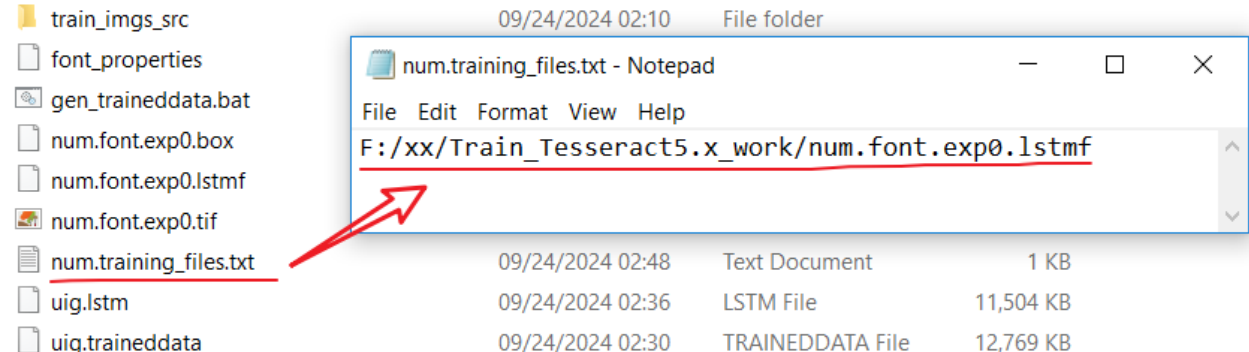 train_imgs_src 09/24/2024 02:10 File folder
font_properties
num.training_files.txt - Notepad
gen_traineddata.bat
File Edit Format View Help
num.font.exp0.box
F:/xx/Train_Tesseract5.x_work/num.font.exp0.lstmf
num.font.exp0.lstmf
num.font.exp0.tif
num.training_files.txt 09/24/2024 02:48 Text Document 1 KB
uig.lstm 09/24/2024 02:36 LSTM File 11,504 KB
uig.traineddata 09/24/2024 02:30 TRAINEDDATA File 12,769 KB